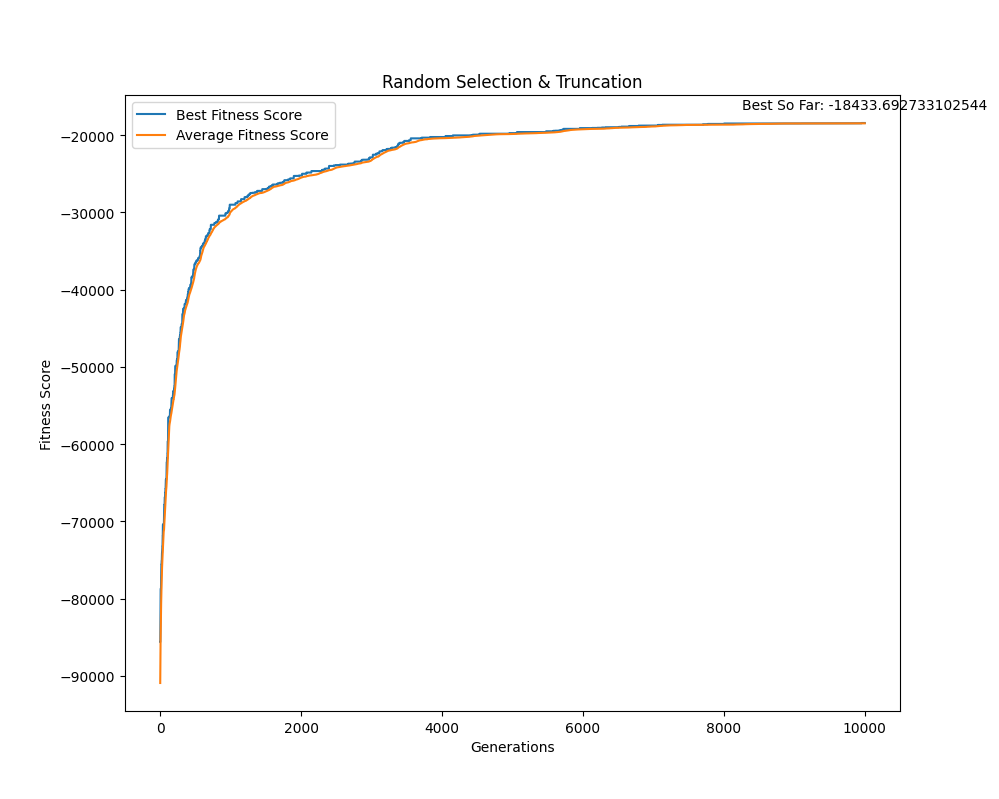 Random Selection & Truncation
Best So Far: -18433.692733102544
Best Fitness Score
Average Fitness Score
−20000
−30000
−40000
−50000
−60000
−70000
−80000
−90000
Fitness Score
0 2000 4000 6000 8000 10000
Generations